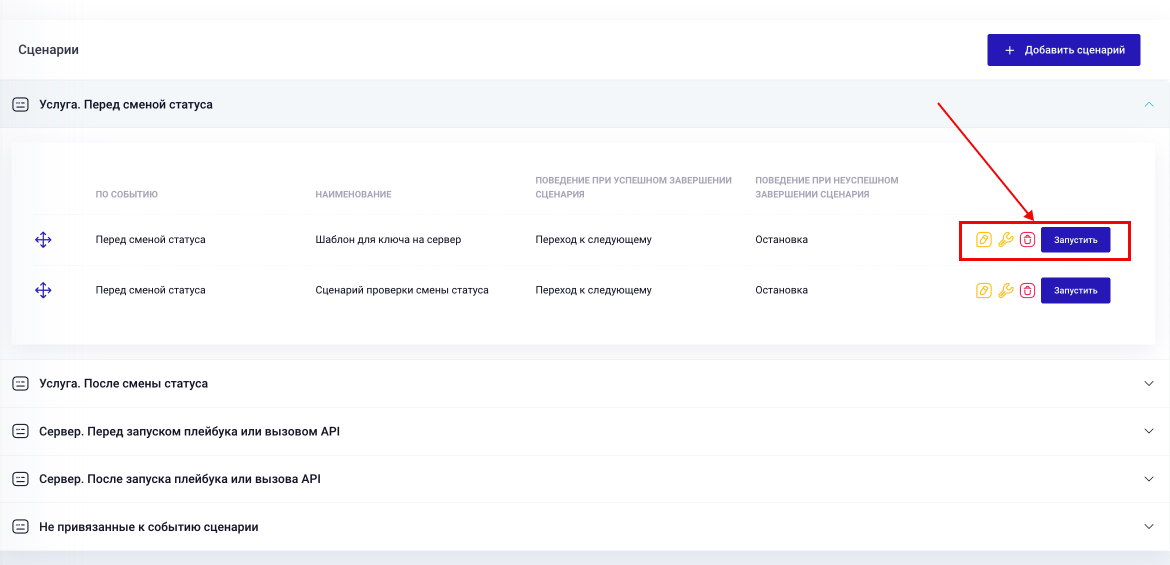 Сценарии
+ Добавить сценарий
Услуга. Перед сменой статуса
ПО СОБЫТИЮ
НАИМЕНОВАНИЕ
ПОВЕДЕНИЕ ПРИ УСПЕШНОМ ЗАВЕРШЕНИИ
СЦЕНАРИЯ
ПОВЕДЕНИЕ ПРИ НЕУСПЕШНОМ
ЗАВЕРШЕНИИ СЦЕНАРИЯ
Перед сменой статуса
Шаблон для ключа на сервер
Переход к следующему
Остановка
Запустить
Перед сменой статуса
Сценарий проверки смены статуса
Переход к следующему
Остановка
Запустить
Услуга. После смены статуса
Сервер. Перед запуском плейбука или вызовом API
Сервер. После запуска плейбука или вызова API
Не привязанные к событию сценарии